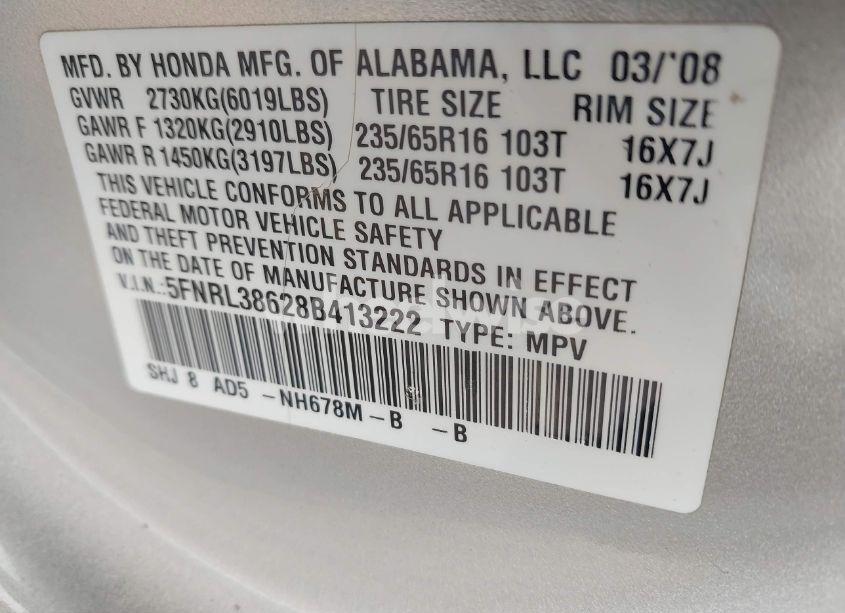 MFD. BY HONDA MFG. OF ALABAMA, LLC 03/'08
GVWR 2730KG(6019LBS) TIRE SIZE RIM SIZE
GAWR F 1320KG(2910LBS) 235/65R16 103T 16X7J
GAWR R 1450KG(3197LBS) 235/65R16 103T 16X7J
THIS VEHICLE CONFORMS TO ALL APPLICABLE
FEDERAL MOTOR VEHICLE SAFETY
AND THEFT PREVENTION STANDARDS IN EFFECT
ON THE DATE OF MANUFACTURE SHOWN ABOVE.
V.I.N.:5FNRL38628B413222 TYPE: MPV
SHJ 8 AD5 -NH678M-B -B